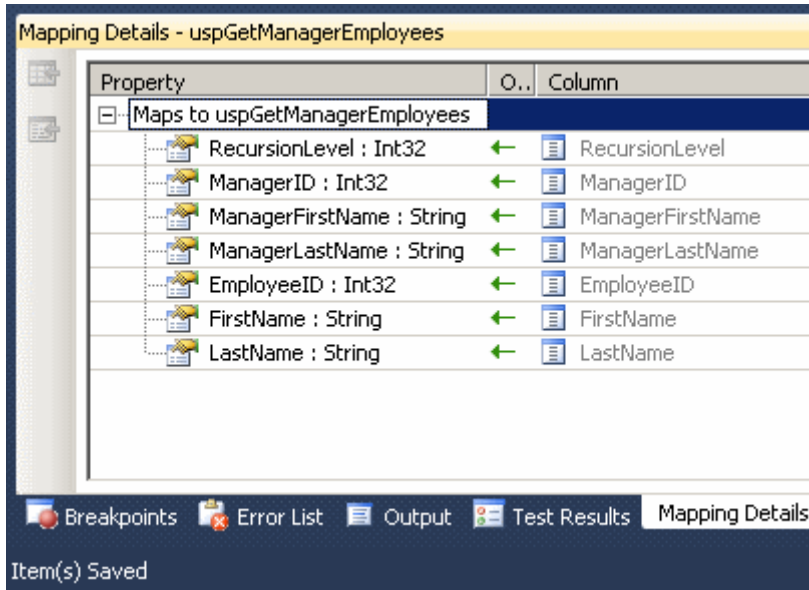 Mapping Details - uspGetManagerEmployees
Property O.. Column
Maps to uspGetManagerEmployees
RecursionLevel : Int32 RecursionLevel
ManagerID : Int32 ManagerID
ManagerFirstName : String ManagerFirstName
ManagerLastName : String ManagerLastName
EmployeeID : Int32 EmployeeID
FirstName : String FirstName
LastName : String LastName
Breakpoints Error List Output Test Results Mapping Details
Item(s) Saved